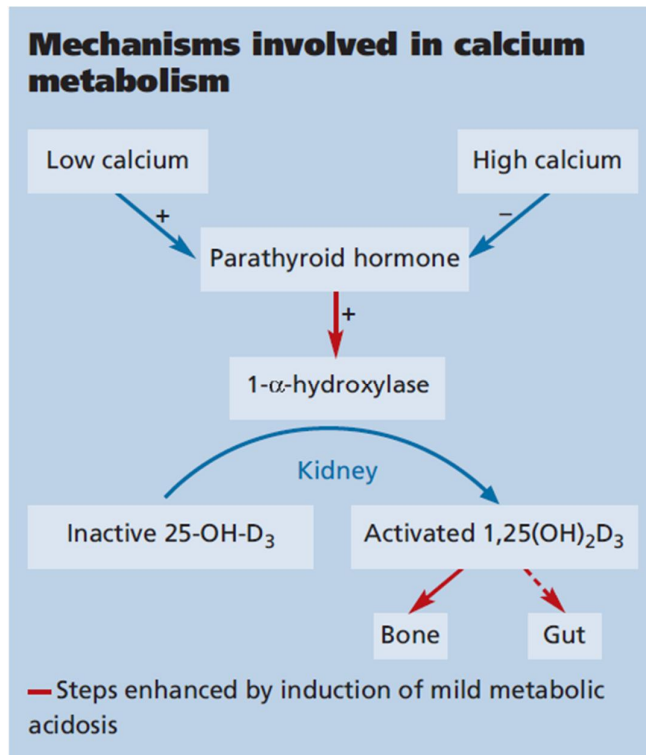 Mechanisms involved in calcium
metabolism
Low calcium
High calcium
+
–
Parathyroid hormone
+
1-α-hydroxylase
Kidney
Inactive 25-OH-D₃
Activated 1,25(OH)₂D₃
Bone
Gut
Steps enhanced by induction of mild metabolic
acidosis